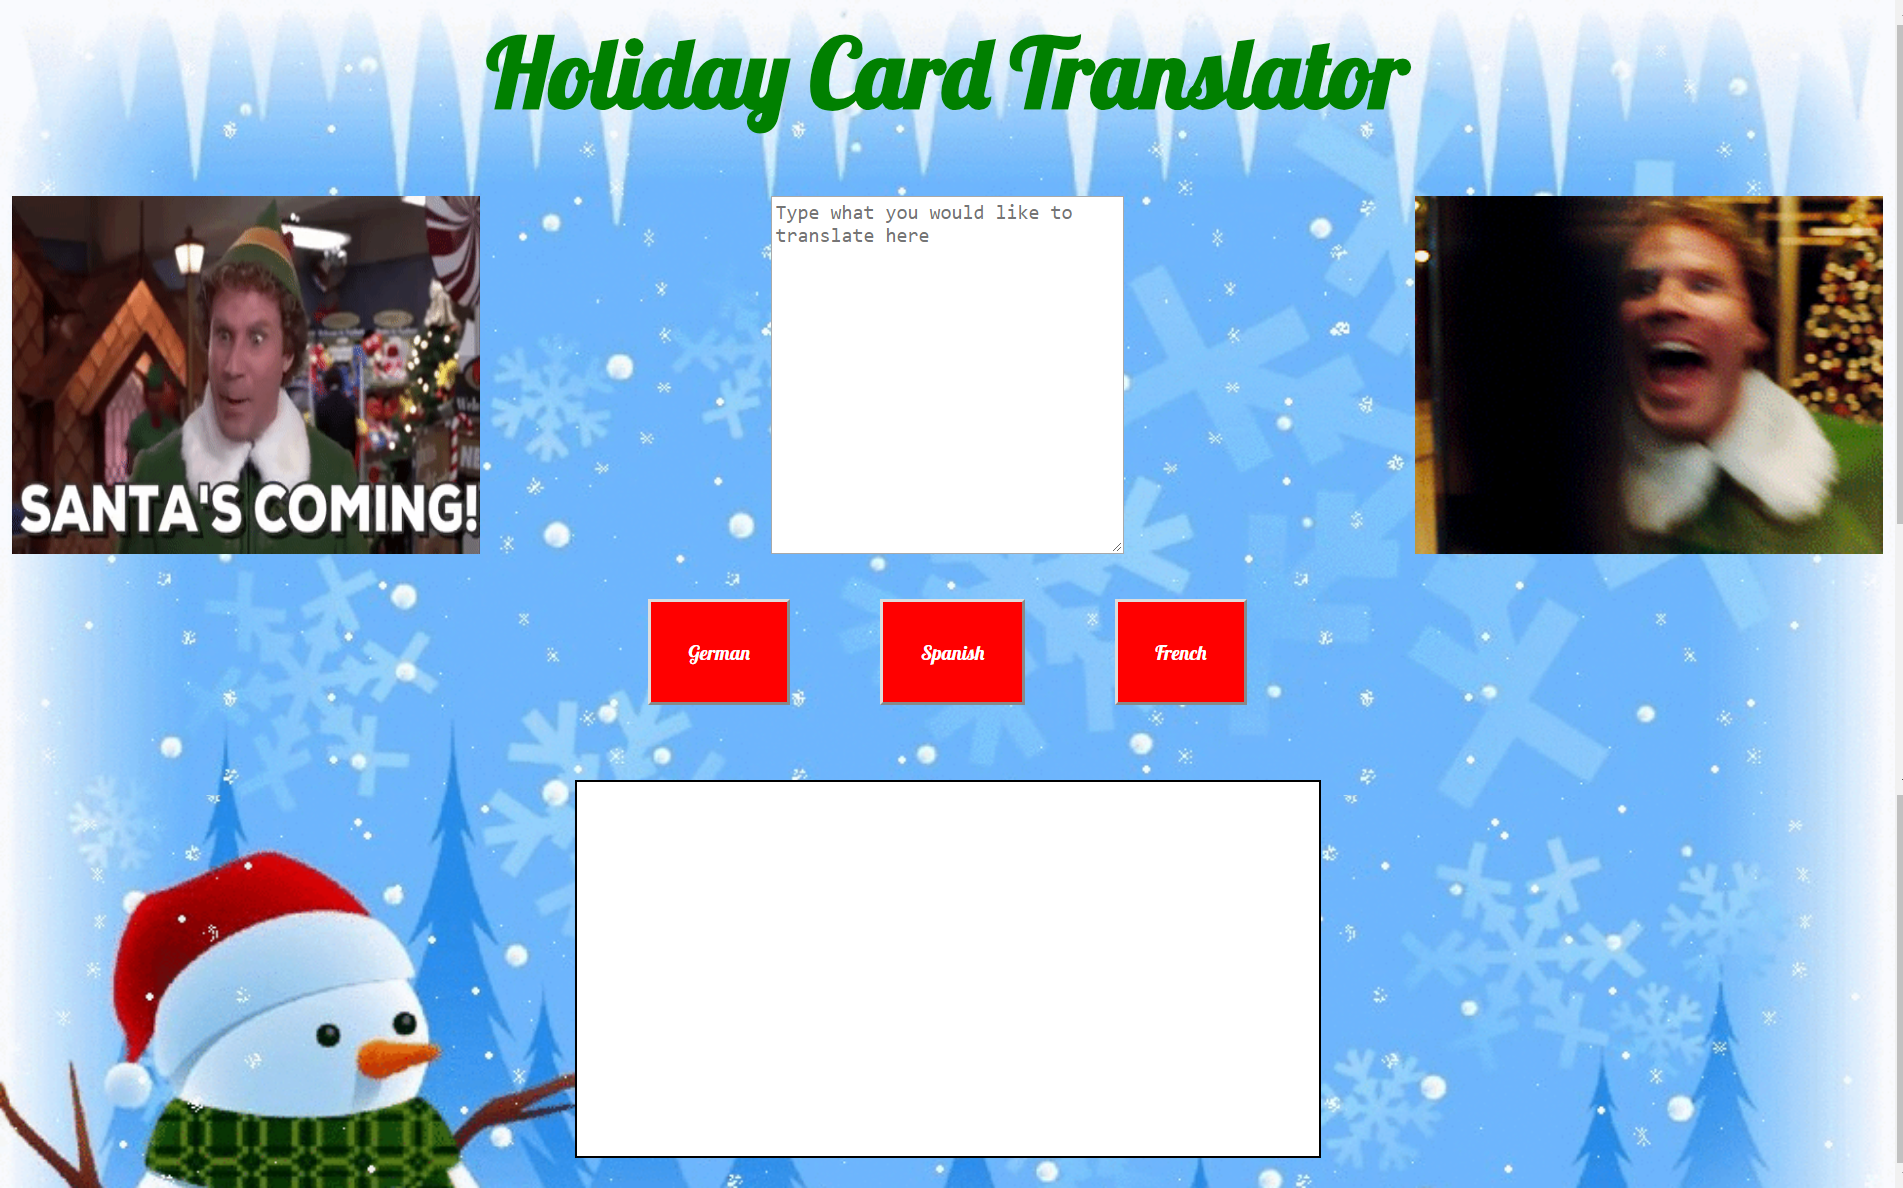 Holiday Card Translator
Type what you would like to
translate here
SANTA'S COMING!
German
Spanish
French